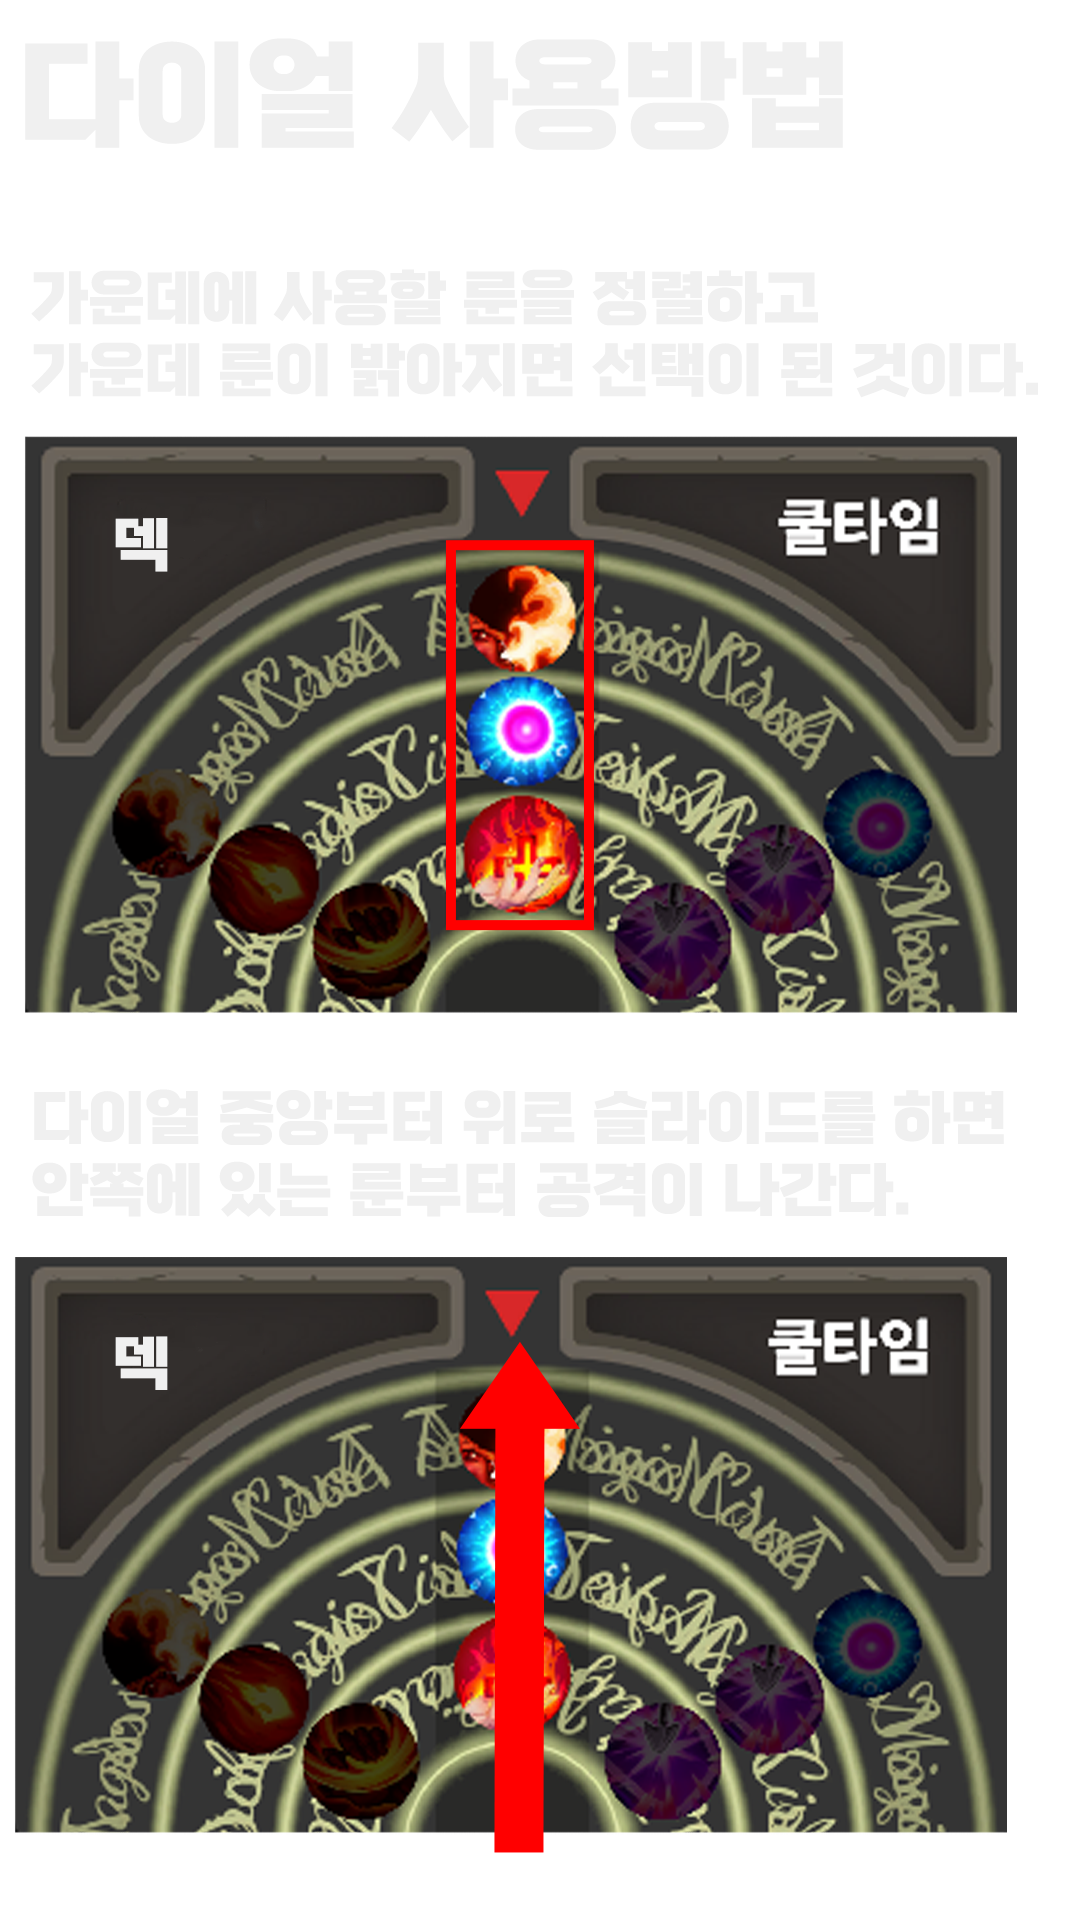 다이얼 사용방법
가운데에 사용할 룬을 정렬하고
가운데 룬이 밝아지면 선택이 된 것이다.
덱
쿨타임
다이얼 중앙부터 위로 슬라이드를 하면
안쪽에 있는 룬부터 공격이 나간다.
덱
쿨타임